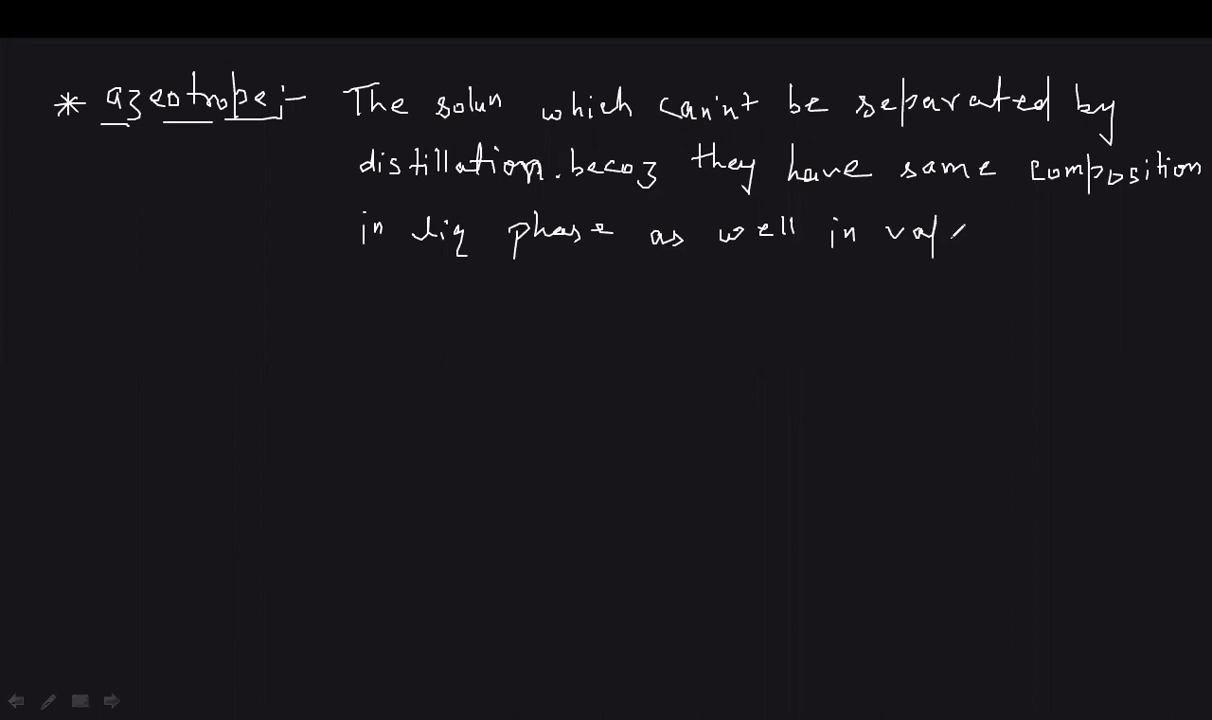 * azeotrope:- The solun which can't be separated by
distillation. becoz they have same composition
in liq phase as well in vap